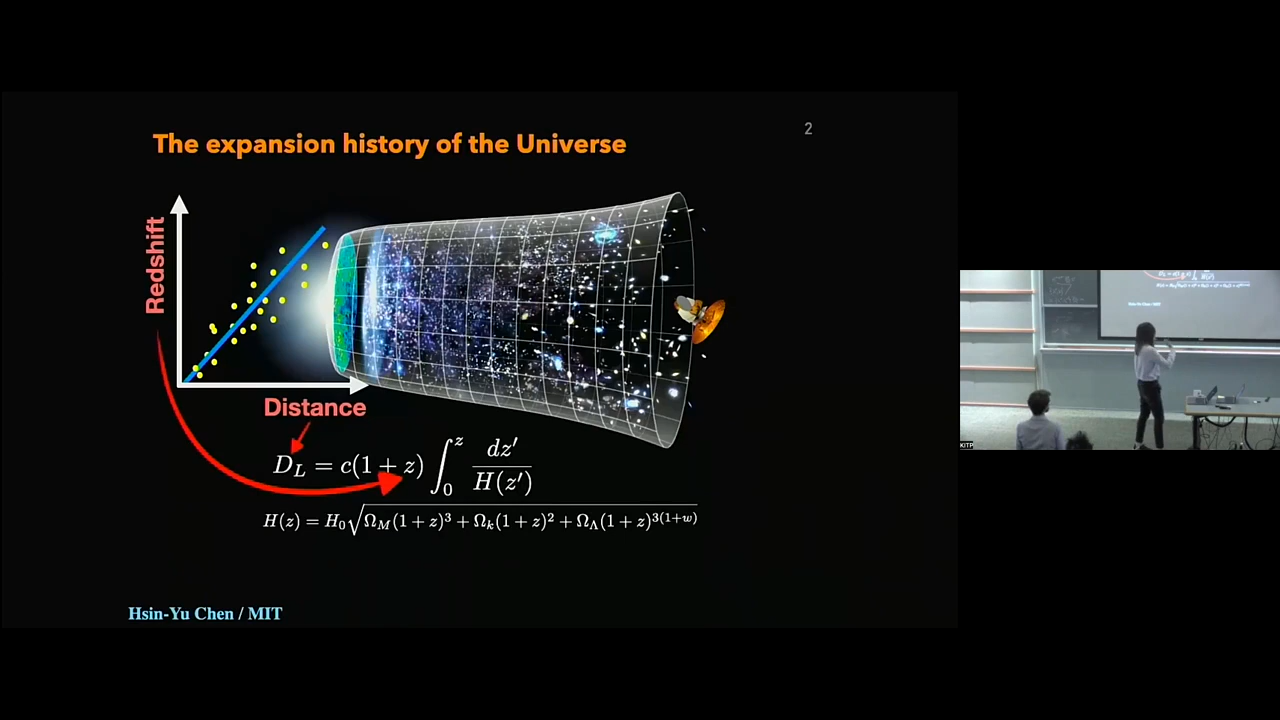 The expansion history of the Universe
2
Redshift
Distance
D_L = c(1 + z) ∫_0^z dz′/H(z′)
H(z) = H_0√(Ω_M(1 + z)^3 + Ω_k(1 + z)^2 + Ω_Λ(1 + z)^{3(1+w)})
Hsin-Yu Chen / MIT
KITP